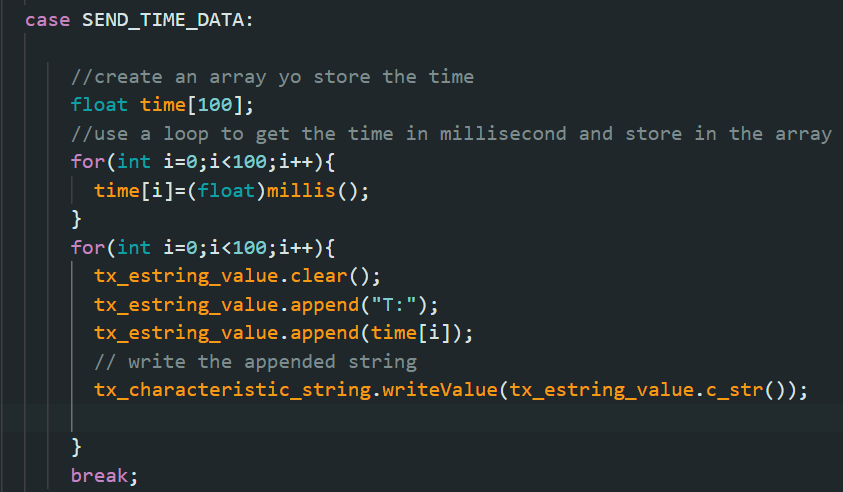 case SEND_TIME_DATA:
//create an array yo store the time
float time[100];
//use a loop to get the time in millisecond and store in the array
for(int i=0;i<100;i++){
time[i]=(float)millis();
}
for(int i=0;i<100;i++){
tx_estring_value.clear();
tx_estring_value.append("T:");
tx_estring_value.append(time[i]);
// write the appended string
tx_characteristic_string.writeValue(tx_estring_value.c_str());
}
break;